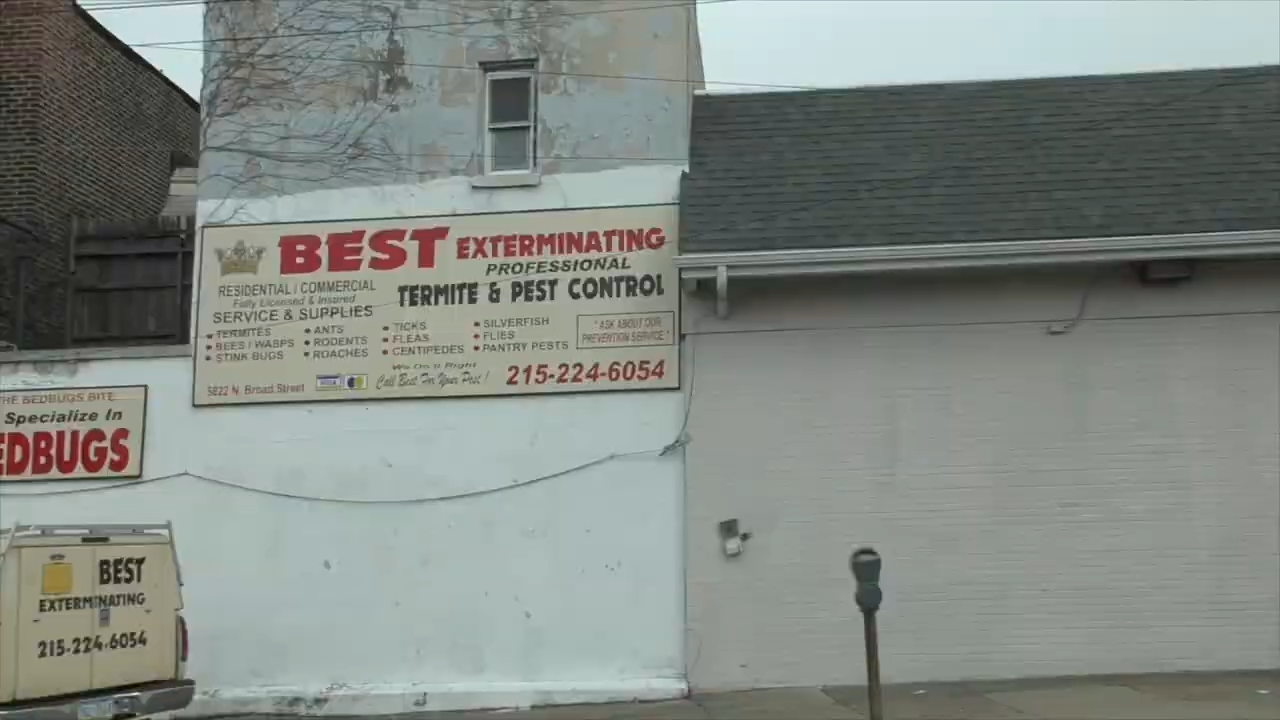 BEST EXTERMINATING
PROFESSIONAL
RESIDENTIAL / COMMERCIAL
Fully Licensed & Insured
TERMITE & PEST CONTROL
SERVICE & SUPPLIES
• TERMITES
• BEES / WASPS
• STINK BUGS
• ANTS
• RODENTS
• ROACHES
• TICKS
• FLEAS
• CENTIPEDES
• SILVERFISH
• FLIES
• PANTRY PESTS
" ASK ABOUT OUR
PREVENTION SERVICE "
We Do It Right
Call Best For Your Pest !
5822 N. Broad Street
VISA
215-224-6054
THE BEDBUGS BITE
Specialize In
EDBUGS
BEST
EXTERMINATING
215-224-6054